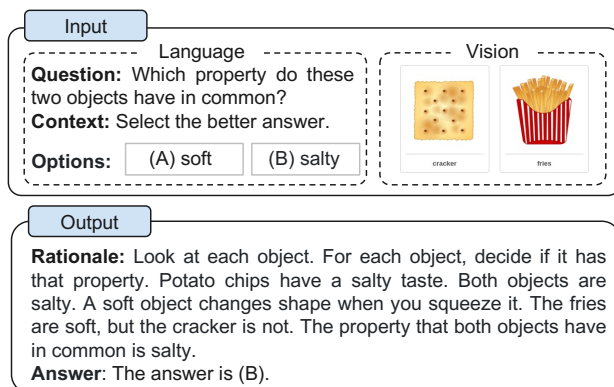 Input
Language
Question: Which property do these
two objects have in common?
Context: Select the better answer.
Options: (A) soft (B) salty
Vision
cracker fries
Output
Rationale: Look at each object. For each object, decide if it has
that property. Potato chips have a salty taste. Both objects are
salty. A soft object changes shape when you squeeze it. The fries
are soft, but the cracker is not. The property that both objects have
in common is salty.
Answer: The answer is (B).